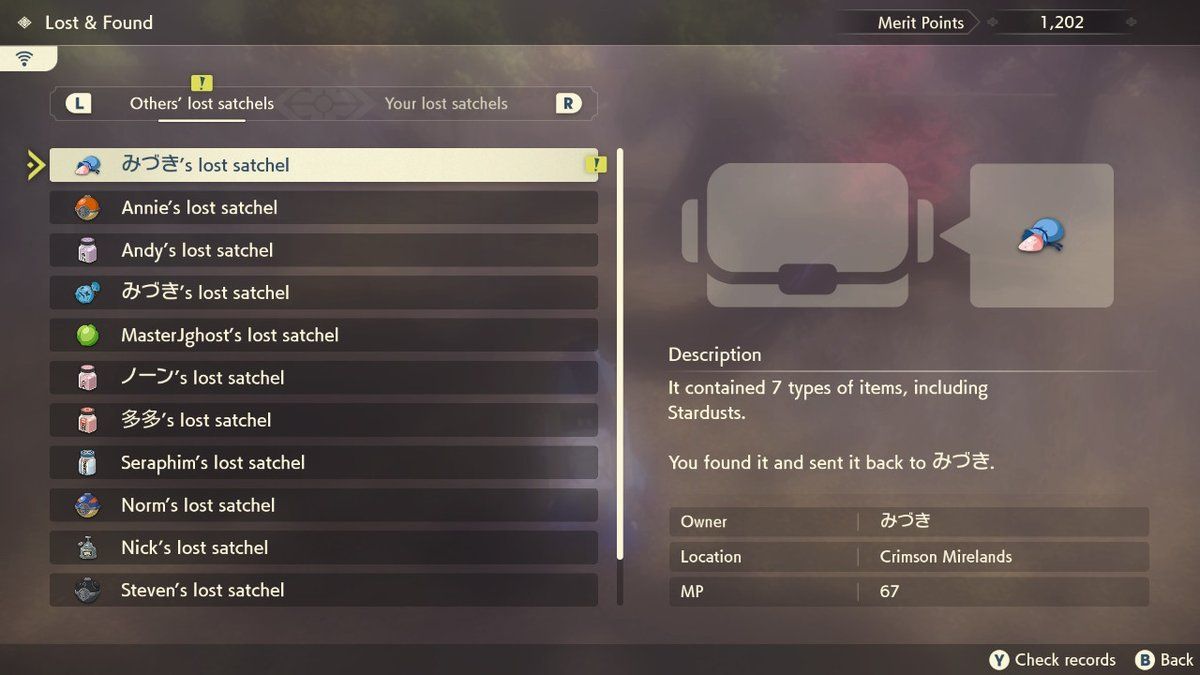 Lost & Found
Merit Points 1,202
!
L Others' lost satchels Your lost satchels R
みづき's lost satchel !
Annie's lost satchel
Andy's lost satchel
みづき's lost satchel
MasterJghost's lost satchel
ノーン's lost satchel
多多's lost satchel
Seraphim's lost satchel
Norm's lost satchel
Nick's lost satchel
Steven's lost satchel
Description
It contained 7 types of items, including
Stardusts.
You found it and sent it back to みづき.
Owner みづき
Location Crimson Mirelands
MP 67
Y Check records B Back